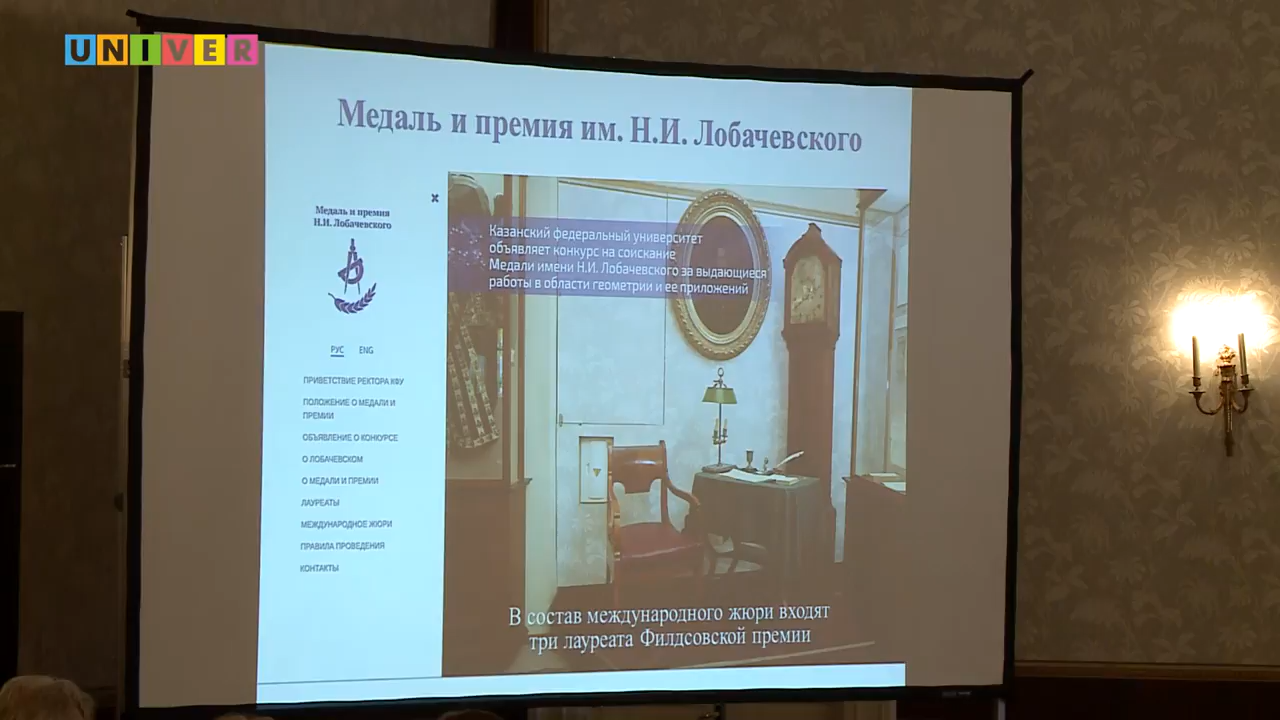 UNIVER
Медаль и премия им. Н.И. Лобачевского
Медаль и премия
Н.И. Лобачевского
РУС ENG
ПРИВЕТСТВИЕ РЕКТОРА КФУ
ПОЛОЖЕНИЕ О МЕДАЛИ И
ПРЕМИИ
ОБЪЯВЛЕНИЕ О КОНКУРСЕ
О ЛОБАЧЕВСКОМ
О МЕДАЛИ И ПРЕМИИ
ЛАУРЕАТЫ
МЕЖДУНАРОДНОЕ ЖЮРИ
ПРАВИЛА ПРОВЕДЕНИЯ
КОНТАКТЫ
Казанский федеральный университет
объявляет конкурс на соискание
Медали имени Н.И. Лобачевского за выдающиеся
работы в области геометрии и ее приложений
В состав международного жюри входят
три лауреата Филдсовской премии